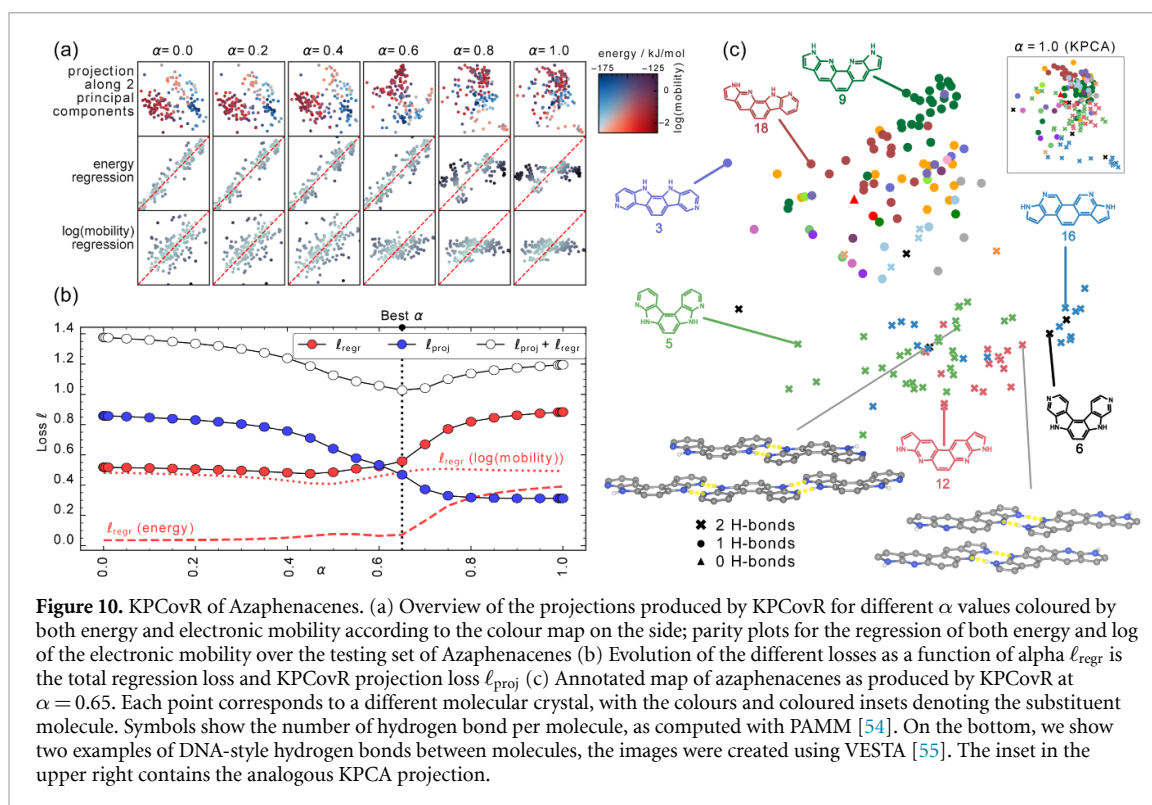 (a)
α= 0.0 α= 0.2 α= 0.4 α= 0.6 α= 0.8 α= 1.0
projection
along 2
principal
components
energy
regression
log(mobility)
regression
energy / kJ/mol
−175 −125
0
−2
log(mobility)
(b)
Best α
ℓregr ℓproj ℓproj + ℓregr
1.4
1.2
1.0
0.8
0.6
0.4
0.2
0.0
Loss ℓ
ℓregr (log(mobility))
ℓregr (energy)
0.0 0.2 0.4 0.6 0.8 1.0
α
(c)
α = 1.0 (KPCA)
H N N N H N
9
HN N H N N
18
H N H N
N N
3
N N
HN NH
5
N N
HN NH
16
N N
HN NH
6
HN NH
N N
12
2 H-bonds
1 H-bonds
0 H-bonds
Figure 10. KPCovR of Azaphenacenes. (a) Overview of the projections produced by KPCovR for different α values coloured by
both energy and electronic mobility according to the colour map on the side; parity plots for the regression of both energy and log
of the electronic mobility over the testing set of Azaphenacenes (b) Evolution of the different losses as a function of alpha ℓregr is
the total regression loss and KPCovR projection loss ℓproj (c) Annotated map of azaphenacenes as produced by KPCovR at
α = 0.65. Each point corresponds to a different molecular crystal, with the colours and coloured insets denoting the substituent
molecule. Symbols show the number of hydrogen bond per molecule, as computed with PAMM [54]. On the bottom, we show
two examples of DNA-style hydrogen bonds between molecules, the images were created using VESTA [55]. The inset in the
upper right contains the analogous KPCA projection.